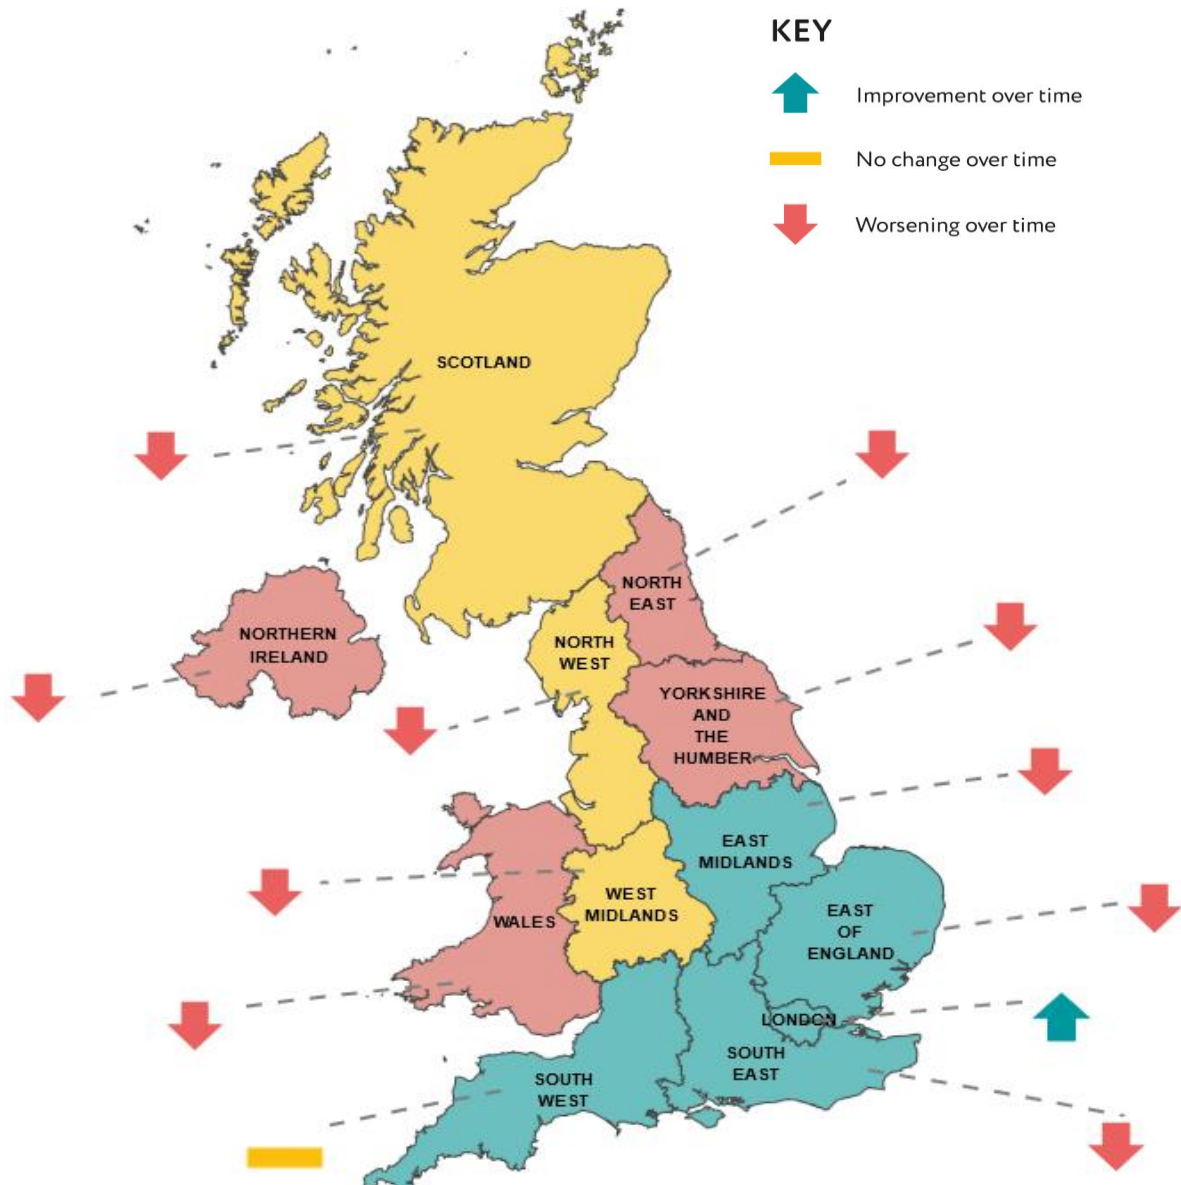 KEY
Improvement over time
No change over time
Worsening over time
SCOTLAND
NORTH
EAST
NORTHERN
IRELAND
NORTH
WEST
YORKSHIRE
AND
THE
HUMBER
EAST
MIDLANDS
WEST
MIDLANDS
WALES
EAST
OF
ENGLAND
LONDON
SOUTH
EAST
SOUTH
WEST